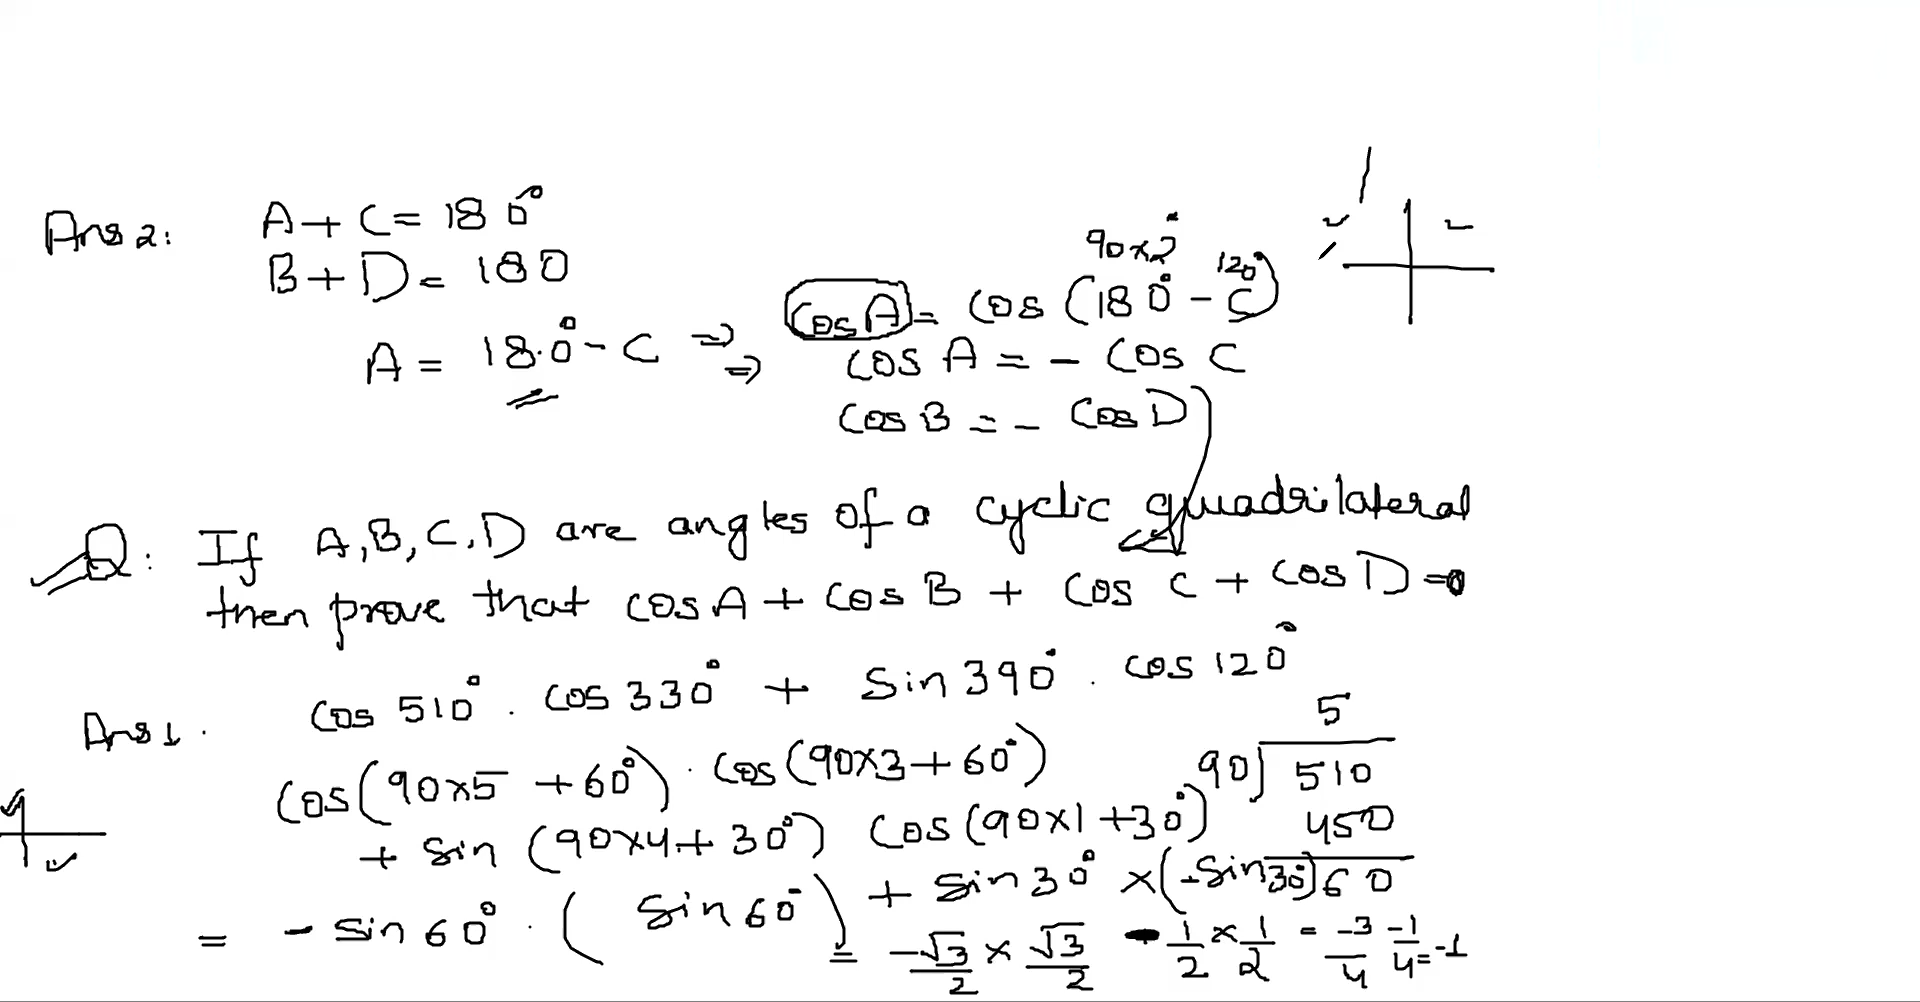 Ans 2: A + C = 180°
B + D = 180
90×2 120°
A = 180° - C ⇒ cos A = cos (180° - C)
⇒ cos A = - cos C
cos B = - cos D
Q: If A, B, C, D are angles of a cyclic quadrilateral
then prove that cos A + cos B + cos C + cos D = 0
Ans 1. cos 510° . cos 330° + sin 390° . cos 120°
5
cos (90×5 + 60°) . cos (90×3 + 60°) 90) 510
+ sin (90×4 + 30°) cos (90×1 + 30°) 450
60
= - sin 60° . (sin 60°) + sin 30° × (-sin 30°)
= -√3/2 × √3/2 - 1/2 × 1/2 = -3/4 -1/4 = -1